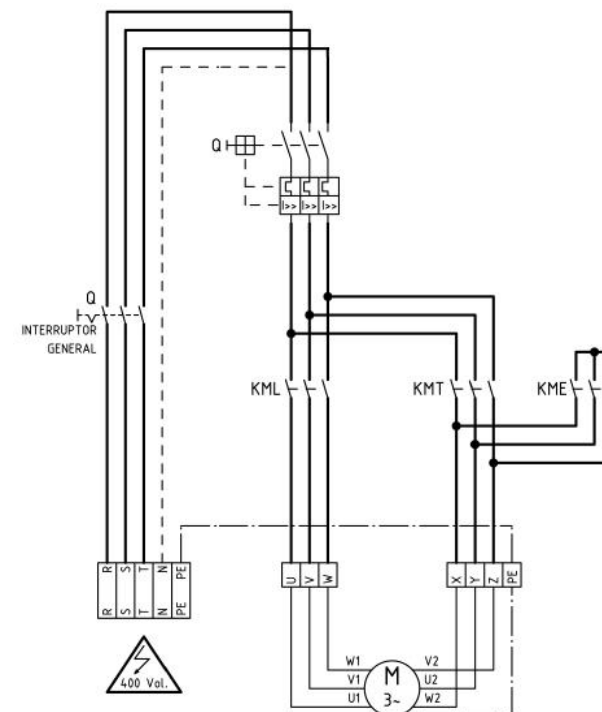 Q
I>> I>> I>>
Q
INTERRUPTOR
GENERAL
KML
KMT
KME
R S T N PE
R S T N PE
U V W
X Y Z PE
400 Vol.
W1
V1
U1
M
3~
V2
U2
W2